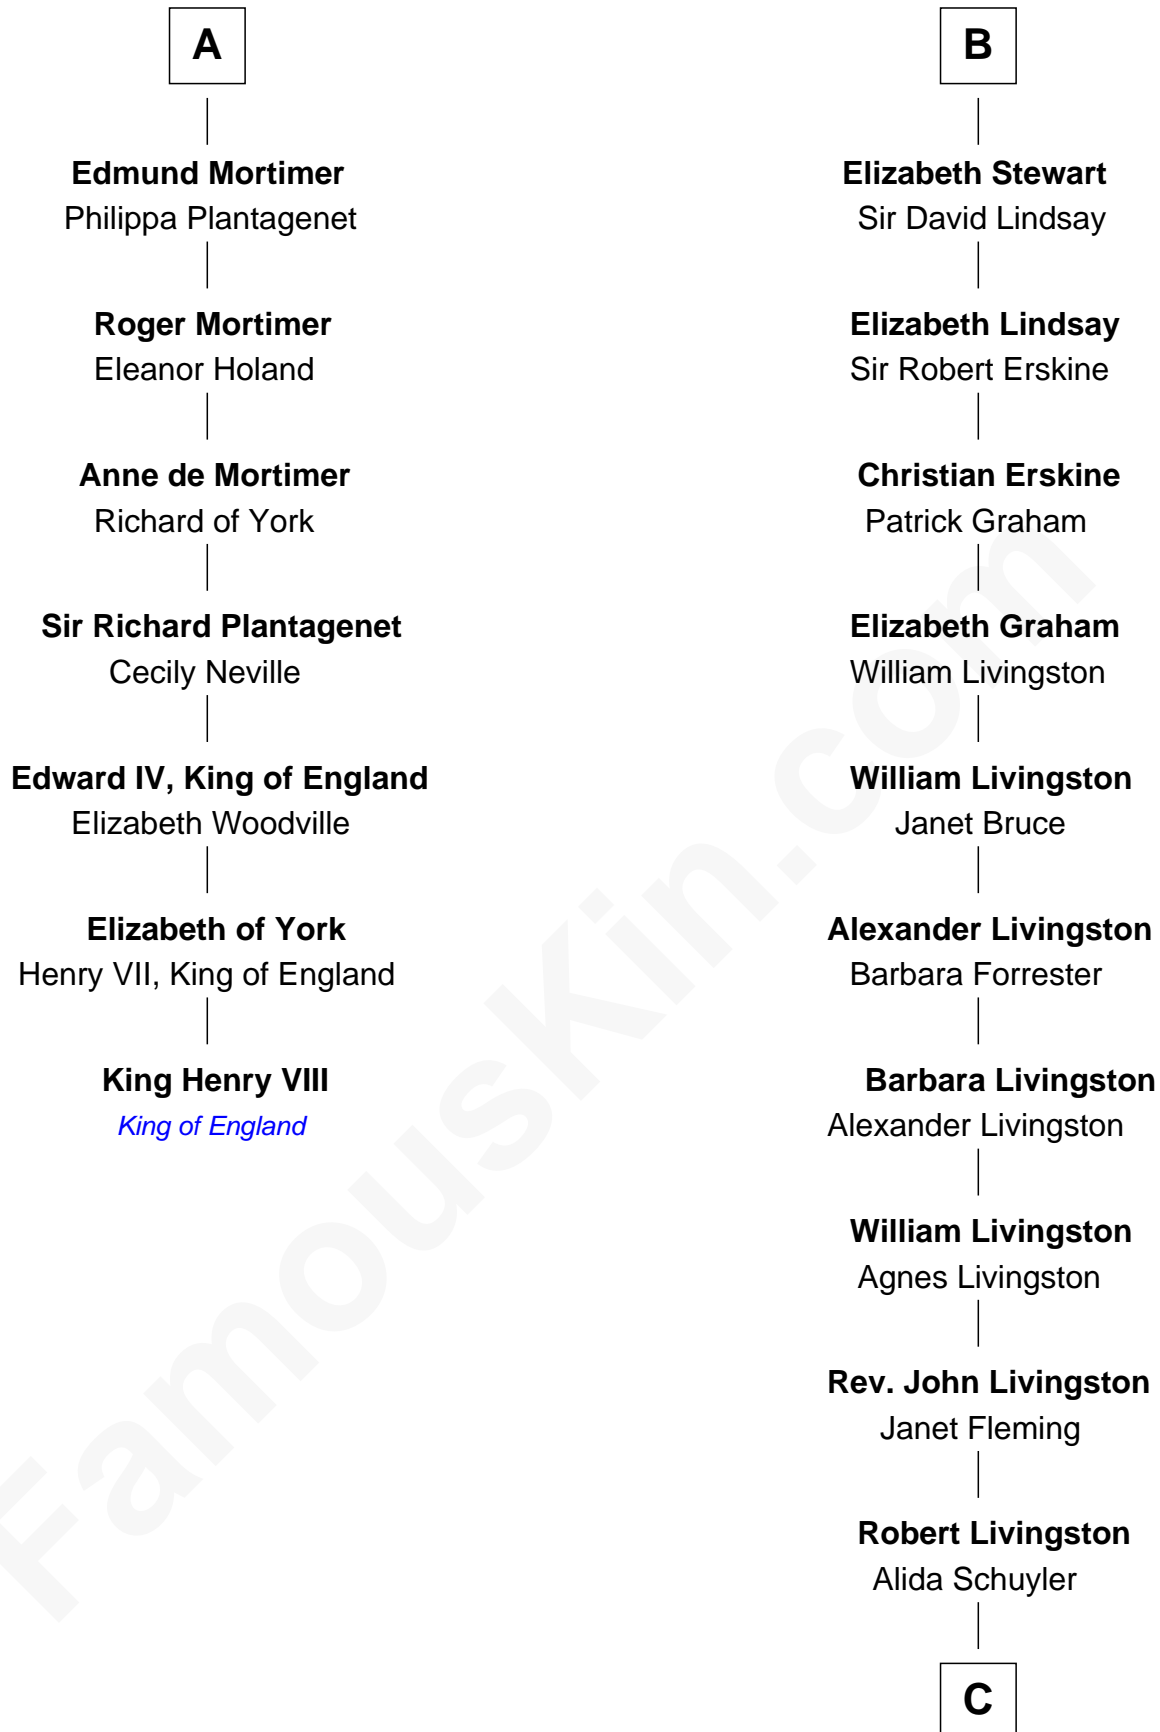 A
Edmund Mortimer
Philippa Plantagenet
Roger Mortimer
Eleanor Holand
Anne de Mortimer
Richard of York
Sir Richard Plantagenet
Cecily Neville
Edward IV, King of England
Elizabeth Woodville
Elizabeth of York
Henry VII, King of England
King Henry VIII
King of England
B
Elizabeth Stewart
Sir David Lindsay
Elizabeth Lindsay
Sir Robert Erskine
Christian Erskine
Patrick Graham
Elizabeth Graham
William Livingston
William Livingston
Janet Bruce
Alexander Livingston
Barbara Forrester
Barbara Livingston
Alexander Livingston
William Livingston
Agnes Livingston
Rev. John Livingston
Janet Fleming
Robert Livingston
Alida Schuyler
C
FamousKin.com